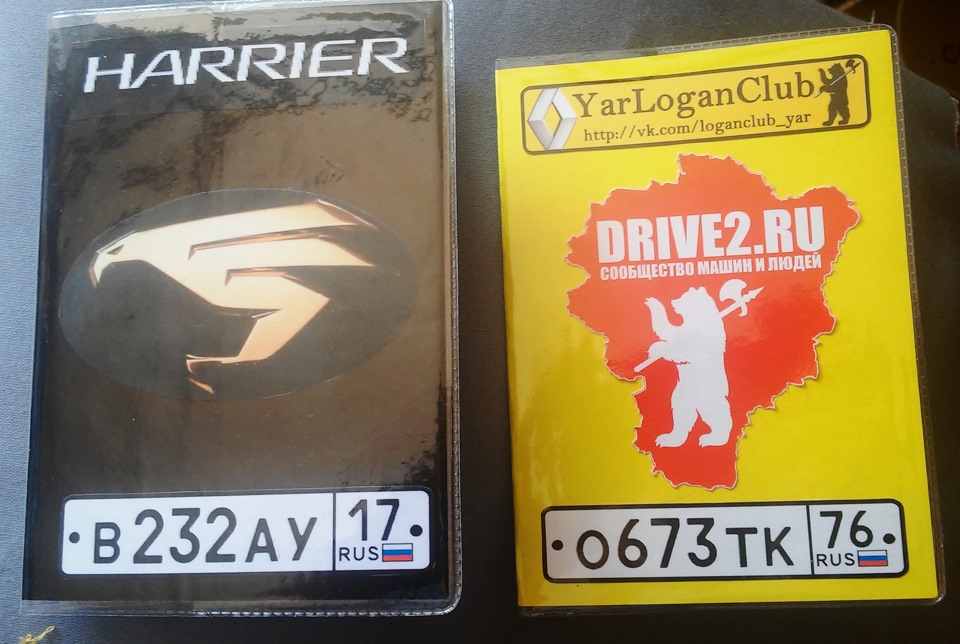 HARRIER
В232АУ 17
RUS
YarLoganClub
http://vk.com/loganclub_yar
DRIVE2.RU
СООБЩЕСТВО МАШИН И ЛЮДЕЙ
О673ТК 76
RUS